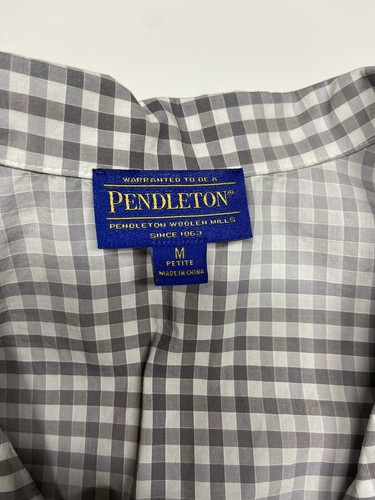 WARRANTED TO BE A
PENDLETON®
PENDLETON WOOLEN MILLS
SINCE 1863
M
PETITE
MADE IN CHINA